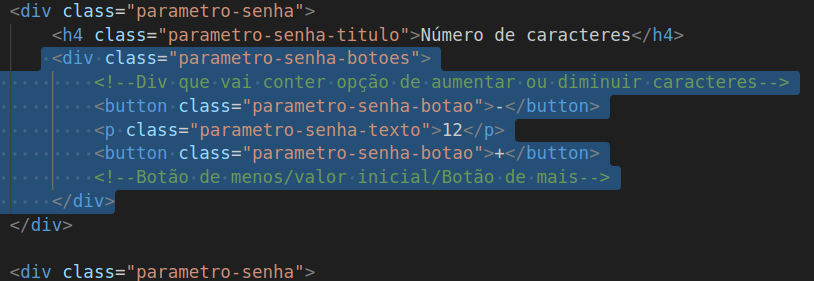 <div class="parametro-senha">
<h4 class="parametro-senha-titulo">Número de caracteres</h4>
<div class="parametro-senha-botoes">
<!--Div que vai conter opção de aumentar ou diminuir caracteres-->
<button class="parametro-senha-botao">-</button>
<p class="parametro-senha-texto">12</p>
<button class="parametro-senha-botao">+</button>
<!--Botão de menos/valor inicial/Botão de mais-->
</div>
</div>
<div class="parametro-senha">